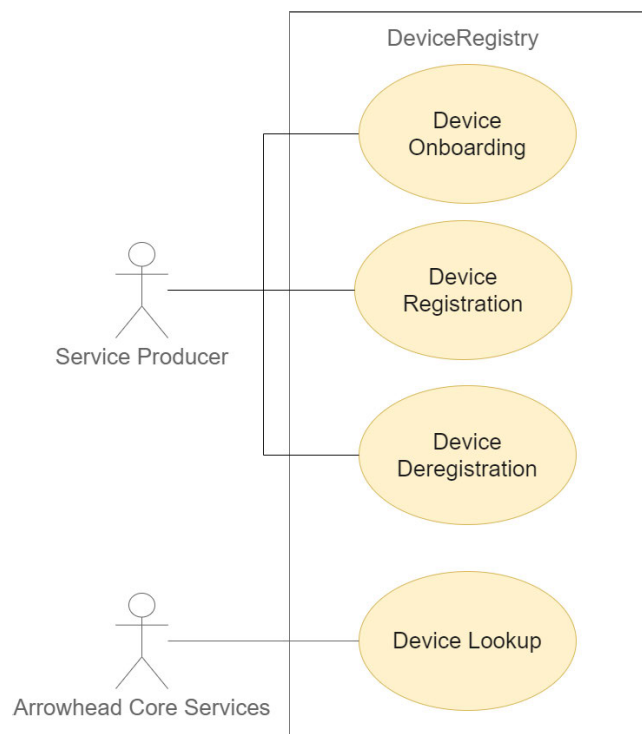 DeviceRegistry
Device
Onboarding
Device
Registration
Service Producer
Device
Deregistration
Device Lookup
Arrowhead Core Services